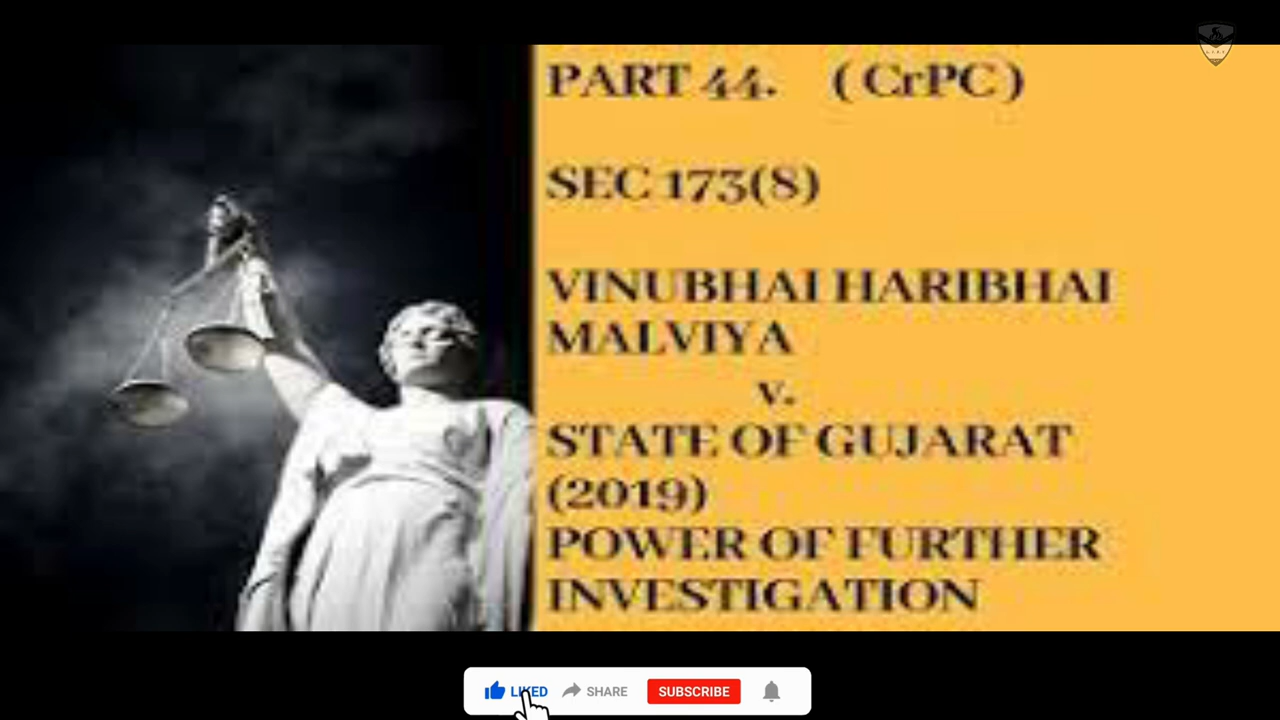 PART 44. ( CrPC )
SEC 173(8)
VINUBHAI HARIBHAI
MALVIYA
v.
STATE OF GUJARAT
(2019)
POWER OF FURTHER
INVESTIGATION
LIKED SHARE SUBSCRIBE